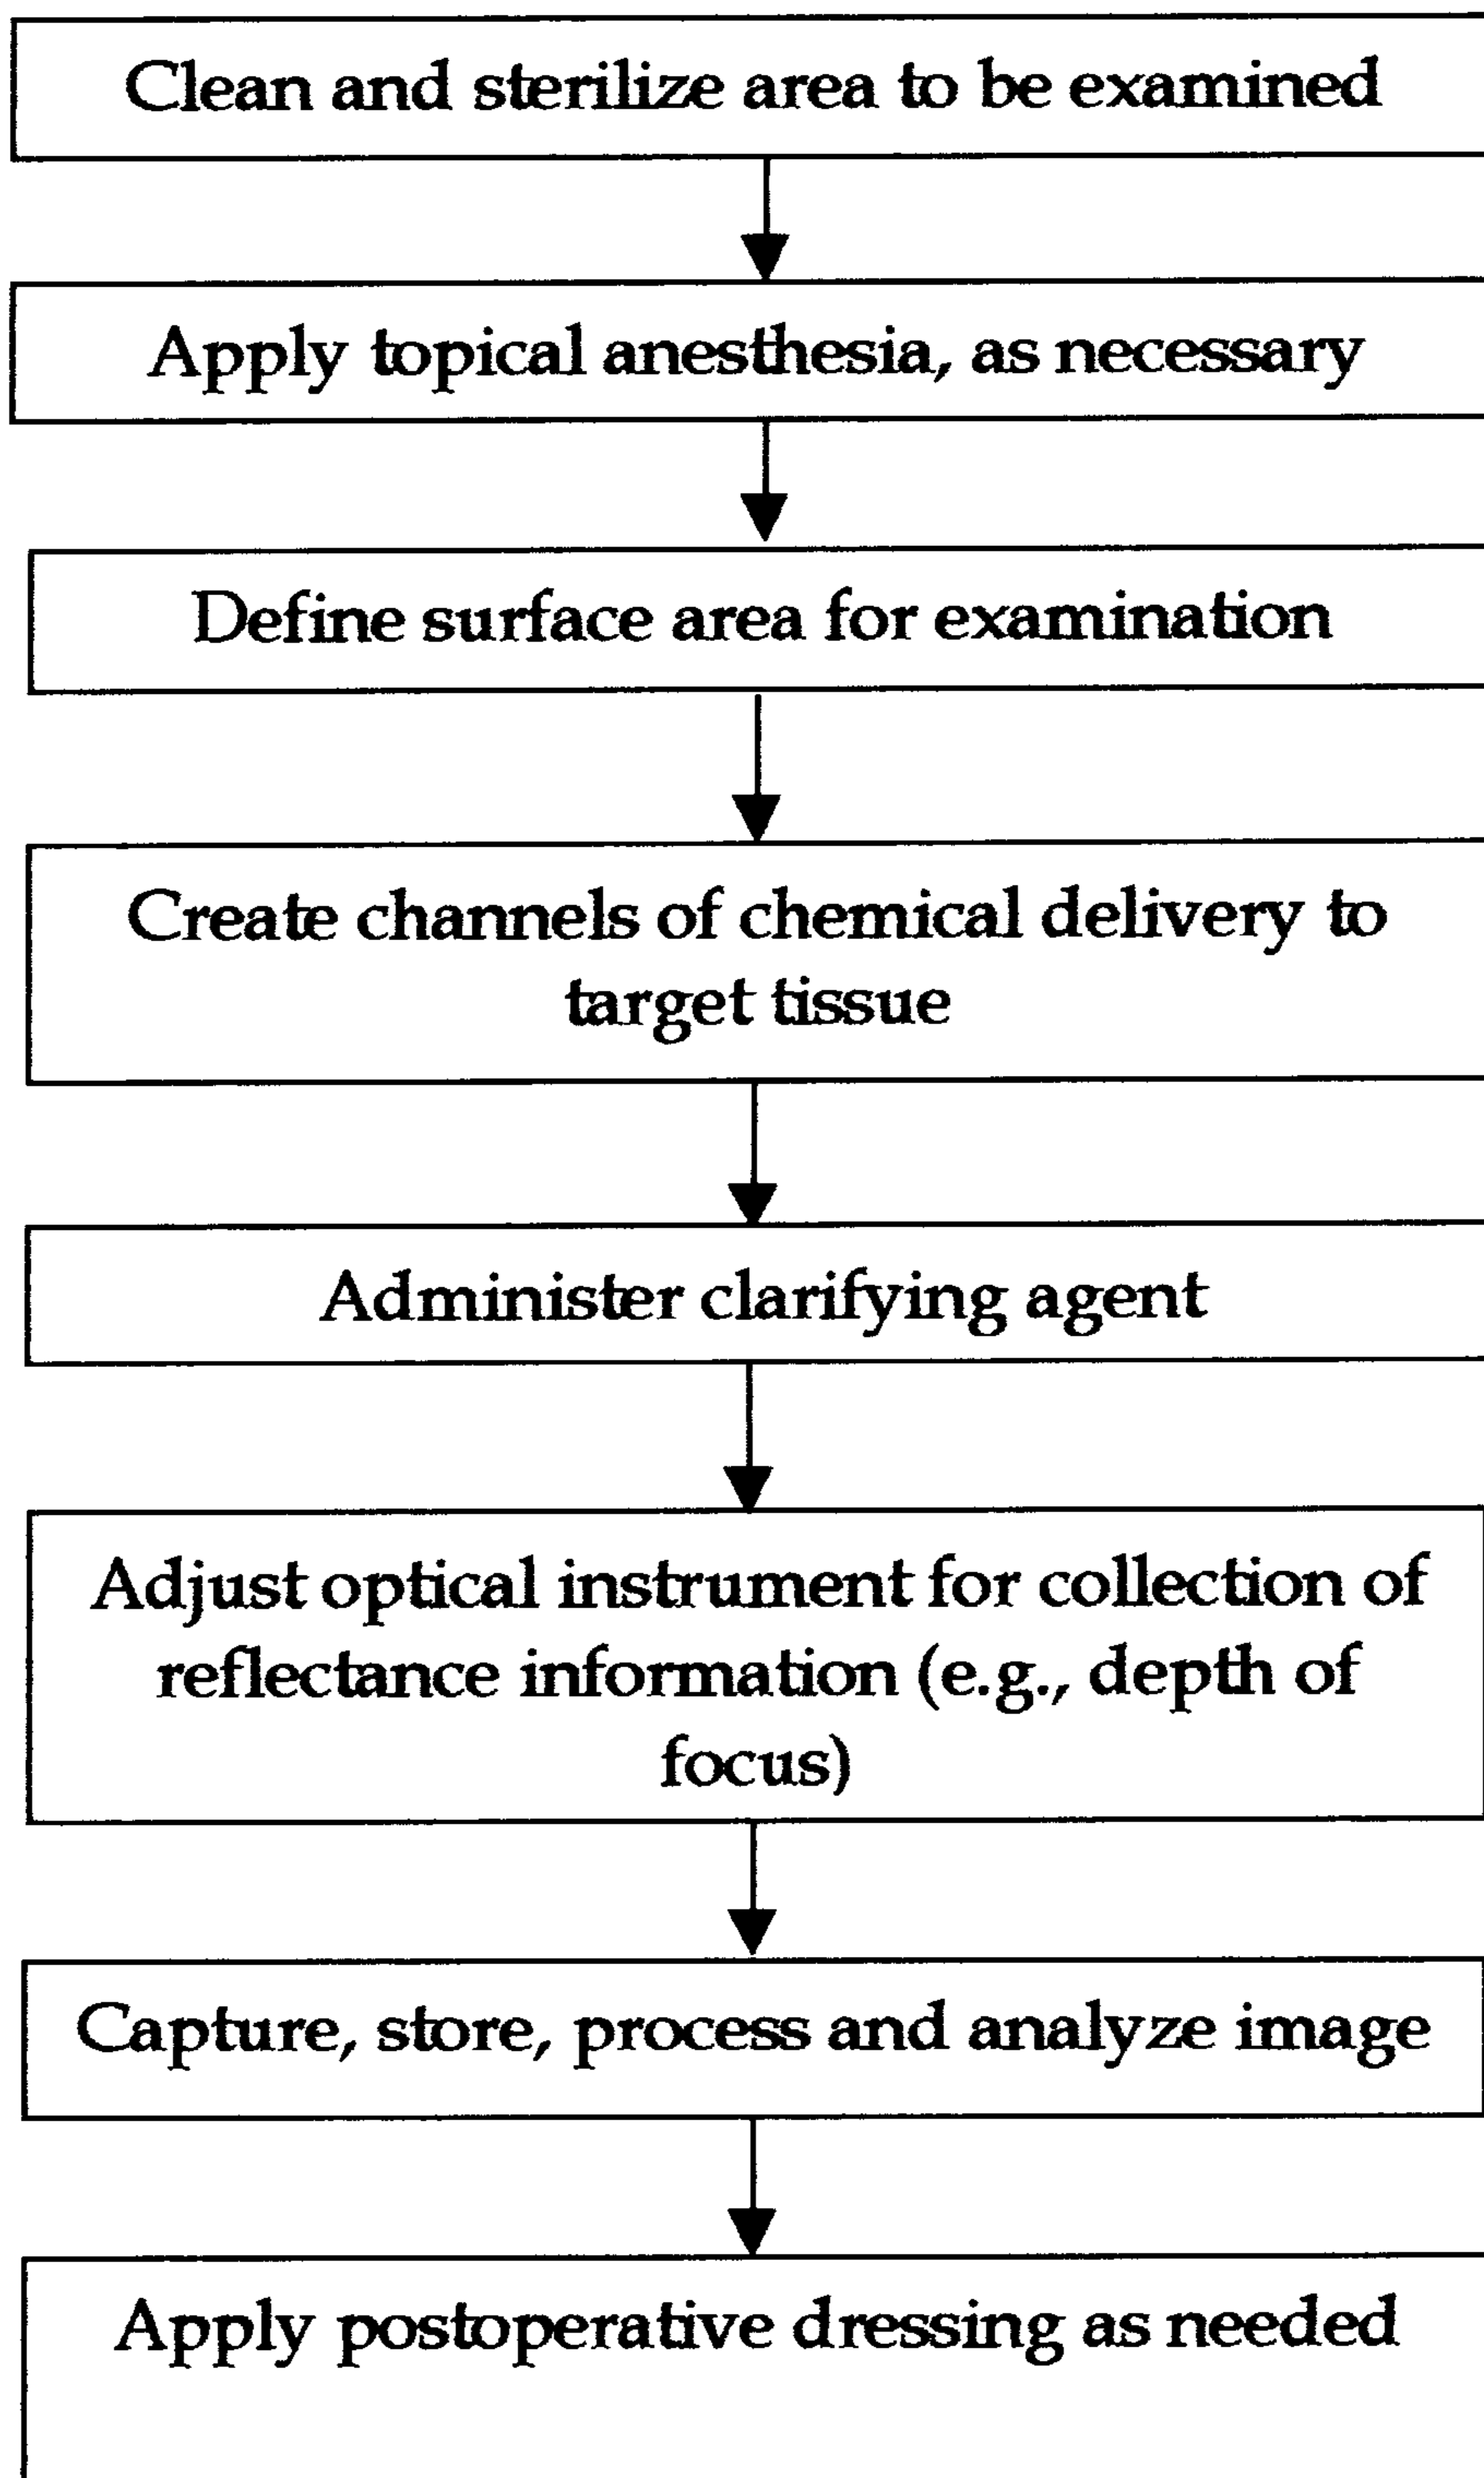 Clean and sterilize area to be examined
Apply topical anesthesia, as necessary
Define surface area for examination
Create channels of chemical delivery to
target tissue
Administer clarifying agent
Adjust optical instrument for collection of
reflectance information (e.g., depth of
focus)
Capture, store, process and analyze image
Apply postoperative dressing as needed